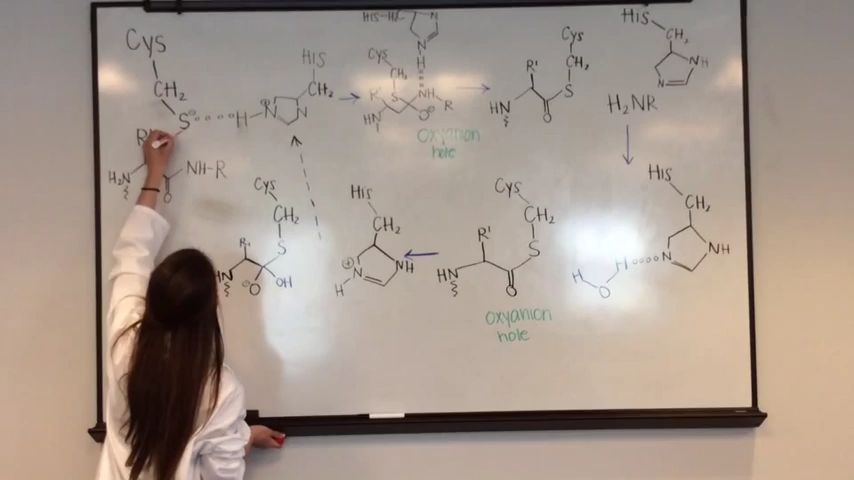 Cys
CH₂
S⊖
H-N
⊕
N
HIS
CH₂
R'
H₂N
O
NH-R
HIS-H₂C
N
N
H
Cys
CH₂
R'
S
NH-R
HN
O⊖
oxyanion
hole
Cys
CH₂
R'
S
HN
O
HIS
CH₂
NH
N
H₂NR
Cys
CH₂
R'
S
HN
⊖O
OH
HIS
CH₂
⊕
N
H
NH
Cys
CH₂
R'
S
HN
O
oxyanion
hole
HIS
CH₂
N
NH
H
H
O